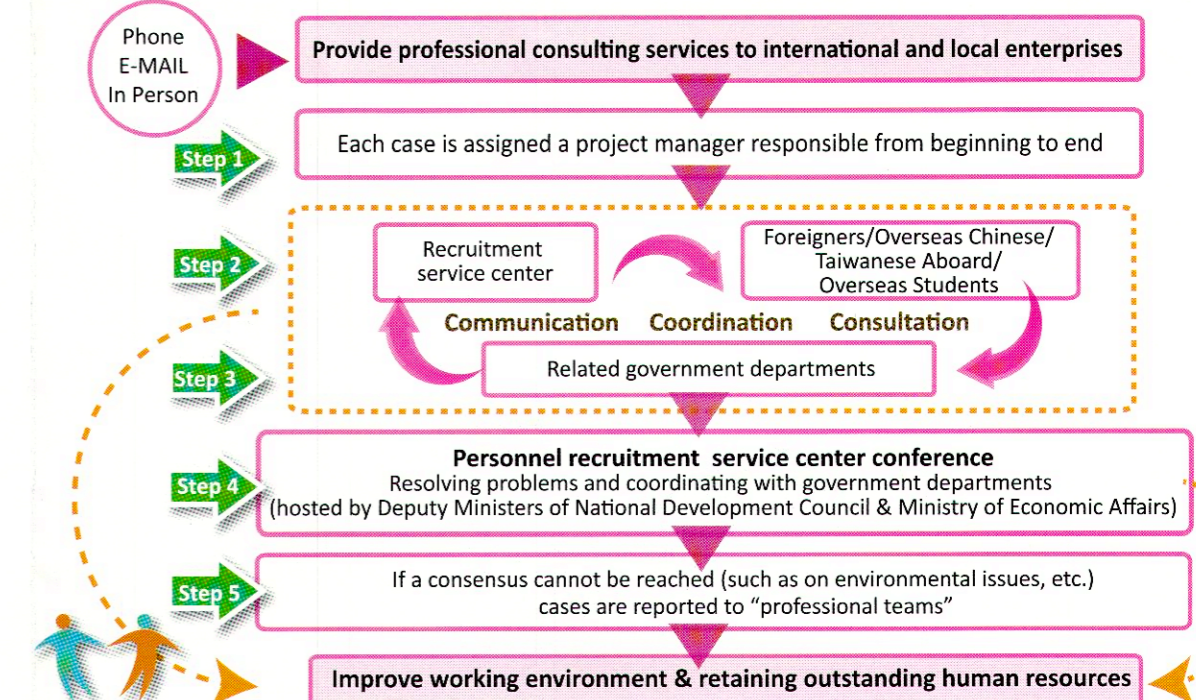 Phone
E-MAIL
In Person
Provide professional consulting services to international and local enterprises
Step 1
Each case is assigned a project manager responsible from beginning to end
Step 2
Recruitment
service center
Foreigners/Overseas Chinese/
Taiwanese Aboard/
Overseas Students
Communication Coordination Consultation
Step 3
Related government departments
Step 4
Personnel recruitment service center conference
Resolving problems and coordinating with government departments
(hosted by Deputy Ministers of National Development Council & Ministry of Economic Affairs)
Step 5
If a consensus cannot be reached (such as on environmental issues, etc.)
cases are reported to “professional teams”
Improve working environment & retaining outstanding human resources